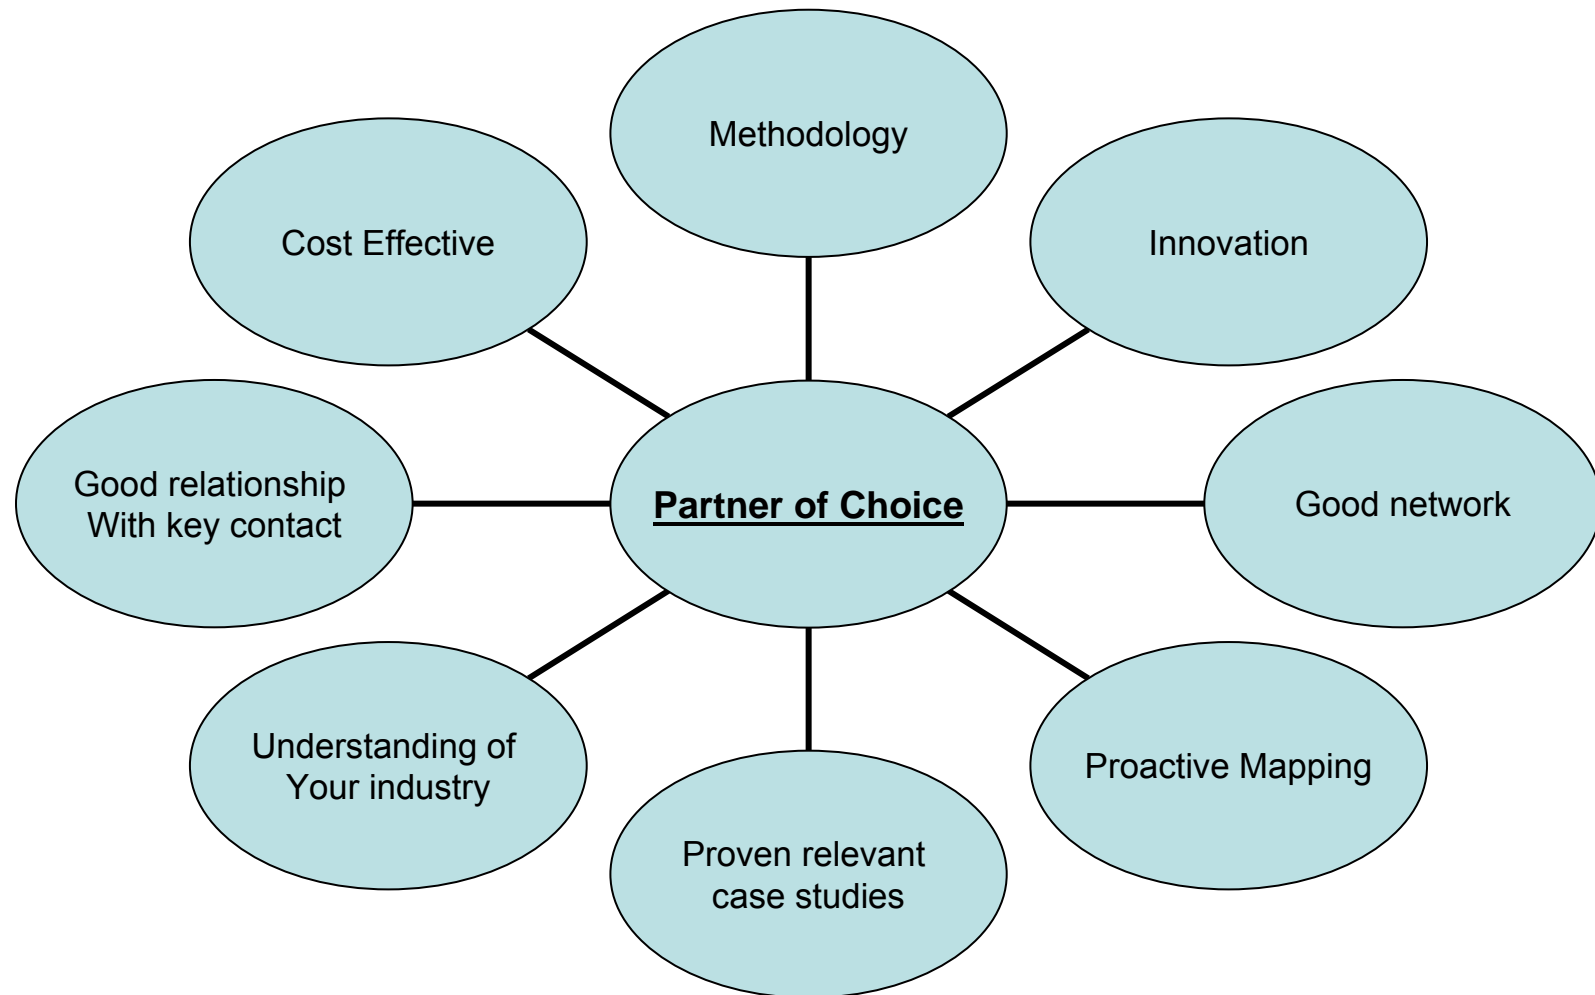 Methodology
Cost Effective
Innovation
Good relationship
With key contact
Partner of Choice
Good network
Understanding of
Your industry
Proactive Mapping
Proven relevant
case studies